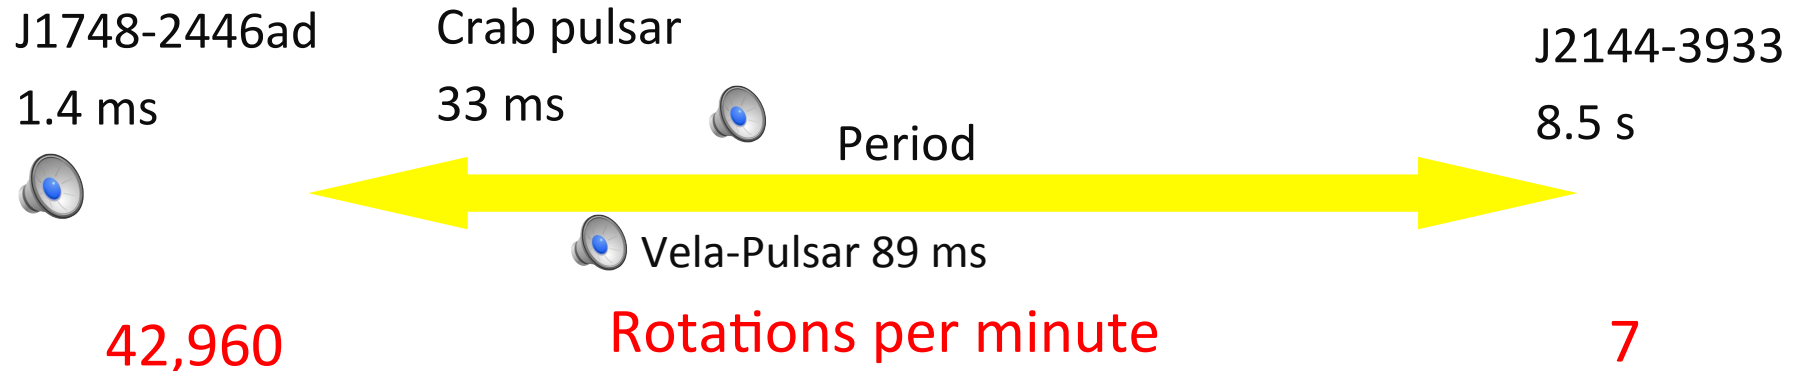 J1748-2446ad
1.4 ms
Crab pulsar
33 ms
J2144-3933
8.5 s
Period
Vela-Pulsar 89 ms
42,960
Rotations per minute
7